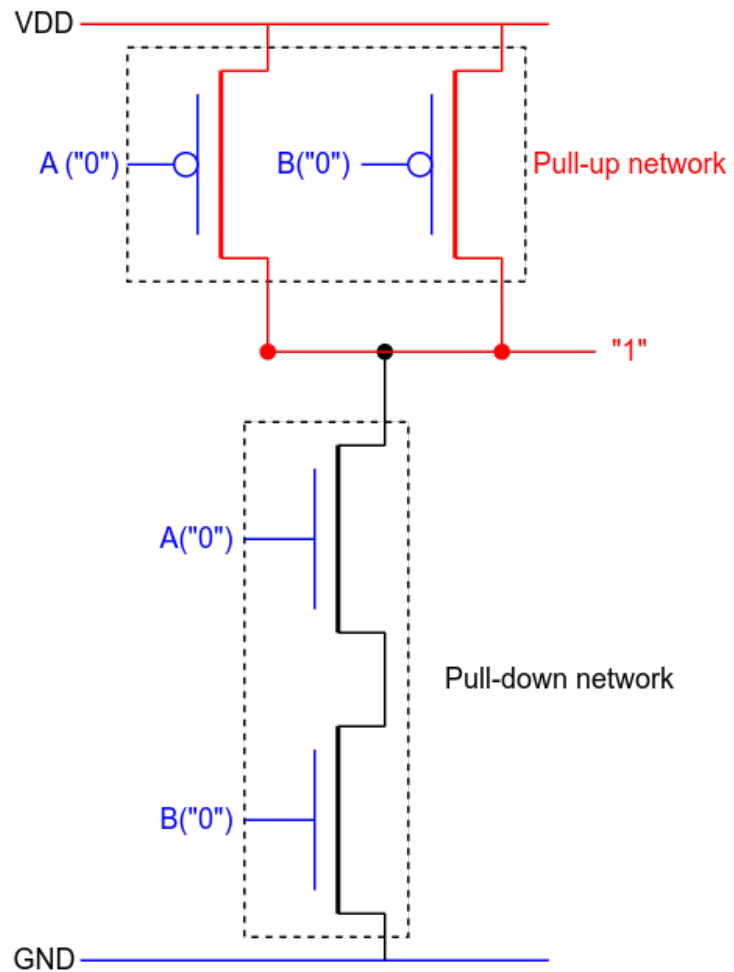 VDD
A ("0")
B("0")
Pull-up network
"1"
A("0")
Pull-down network
B("0")
GND